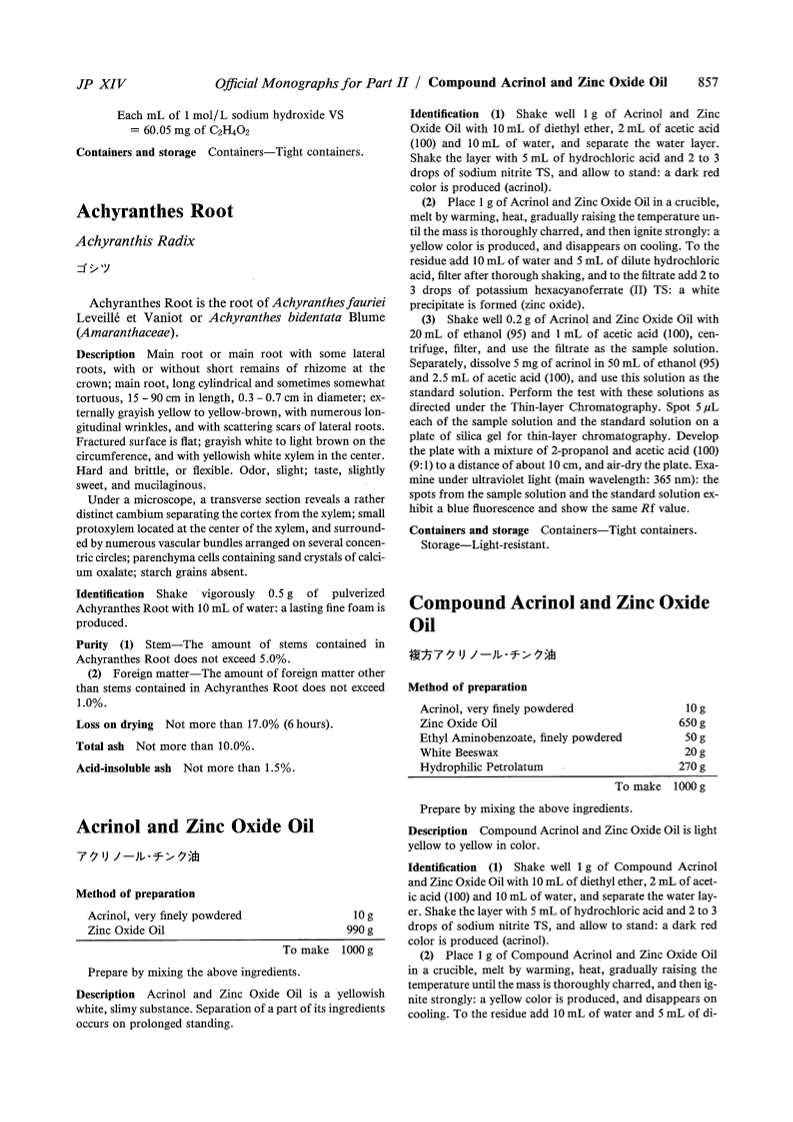 JP XIV Official Monographs for Part II / Compound Acrinol and Zinc Oxide Oil 857
Each mL of 1 mol/L sodium hydroxide VS
= 60.05 mg of C₂H₄O₂
Containers and storage Containers—Tight containers.
Achyranthes Root
Achyranthis Radix
ゴシツ
Achyranthes Root is the root of Achyranthes fauriei
Leveillé et Vaniot or Achyranthes bidentata Blume
(Amaranthaceae).
Description Main root or main root with some lateral
roots, with or without short remains of rhizome at the
crown; main root, long cylindrical and sometimes somewhat
tortuous, 15 – 90 cm in length, 0.3 – 0.7 cm in diameter; ex-
ternally grayish yellow to yellow-brown, with numerous lon-
gitudinal wrinkles, and with scattering scars of lateral roots.
Fractured surface is flat; grayish white to light brown on the
circumference, and with yellowish white xylem in the center.
Hard and brittle, or flexible. Odor, slight; taste, slightly
sweet, and mucilaginous.
Under a microscope, a transverse section reveals a rather
distinct cambium separating the cortex from the xylem; small
protoxylem located at the center of the xylem, and surround-
ed by numerous vascular bundles arranged on several concen-
tric circles; parenchyma cells containing sand crystals of calci-
um oxalate; starch grains absent.
Identification Shake vigorously 0.5 g of pulverized
Achyranthes Root with 10 mL of water: a lasting fine foam is
produced.
Purity (1) Stem—The amount of stems contained in
Achyranthes Root does not exceed 5.0%.
(2) Foreign matter—The amount of foreign matter other
than stems contained in Achyranthes Root does not exceed
1.0%.
Loss on drying Not more than 17.0% (6 hours).
Total ash Not more than 10.0%.
Acid-insoluble ash Not more than 1.5%.
Acrinol and Zinc Oxide Oil
アクリノール・チンク油
Method of preparation
Acrinol, very finely powdered 10 g
Zinc Oxide Oil 990 g
To make 1000 g
Prepare by mixing the above ingredients.
Description Acrinol and Zinc Oxide Oil is a yellowish
white, slimy substance. Separation of a part of its ingredients
occurs on prolonged standing.
Identification (1) Shake well 1 g of Acrinol and Zinc
Oxide Oil with 10 mL of diethyl ether, 2 mL of acetic acid
(100) and 10 mL of water, and separate the water layer.
Shake the layer with 5 mL of hydrochloric acid and 2 to 3
drops of sodium nitrite TS, and allow to stand: a dark red
color is produced (acrinol).
(2) Place 1 g of Acrinol and Zinc Oxide Oil in a crucible,
melt by warming, heat, gradually raising the temperature un-
til the mass is thoroughly charred, and then ignite strongly: a
yellow color is produced, and disappears on cooling. To the
residue add 10 mL of water and 5 mL of dilute hydrochloric
acid, filter after thorough shaking, and to the filtrate add 2 to
3 drops of potassium hexacyanoferrate (II) TS: a white
precipitate is formed (zinc oxide).
(3) Shake well 0.2 g of Acrinol and Zinc Oxide Oil with
20 mL of ethanol (95) and 1 mL of acetic acid (100), cen-
trifuge, filter, and use the filtrate as the sample solution.
Separately, dissolve 5 mg of acrinol in 50 mL of ethanol (95)
and 2.5 mL of acetic acid (100), and use this solution as the
standard solution. Perform the test with these solutions as
directed under the Thin-layer Chromatography. Spot 5 μL
each of the sample solution and the standard solution on a
plate of silica gel for thin-layer chromatography. Develop
the plate with a mixture of 2-propanol and acetic acid (100)
(9:1) to a distance of about 10 cm, and air-dry the plate. Exa-
mine under ultraviolet light (main wavelength: 365 nm): the
spots from the sample solution and the standard solution ex-
hibit a blue fluorescence and show the same Rf value.
Containers and storage Containers—Tight containers.
Storage—Light-resistant.
Compound Acrinol and Zinc Oxide
Oil
複方アクリノール・チンク油
Method of preparation
Acrinol, very finely powdered 10 g
Zinc Oxide Oil 650 g
Ethyl Aminobenzoate, finely powdered 50 g
White Beeswax 20 g
Hydrophilic Petrolatum 270 g
To make 1000 g
Prepare by mixing the above ingredients.
Description Compound Acrinol and Zinc Oxide Oil is light
yellow to yellow in color.
Identification (1) Shake well 1 g of Compound Acrinol
and Zinc Oxide Oil with 10 mL of diethyl ether, 2 mL of acet-
ic acid (100) and 10 mL of water, and separate the water lay-
er. Shake the layer with 5 mL of hydrochloric acid and 2 to 3
drops of sodium nitrite TS, and allow to stand: a dark red
color is produced (acrinol).
(2) Place 1 g of Compound Acrinol and Zinc Oxide Oil
in a crucible, melt by warming, heat, gradually raising the
temperature until the mass is thoroughly charred, and then ig-
nite strongly: a yellow color is produced, and disappears on
cooling. To the residue add 10 mL of water and 5 mL of di-